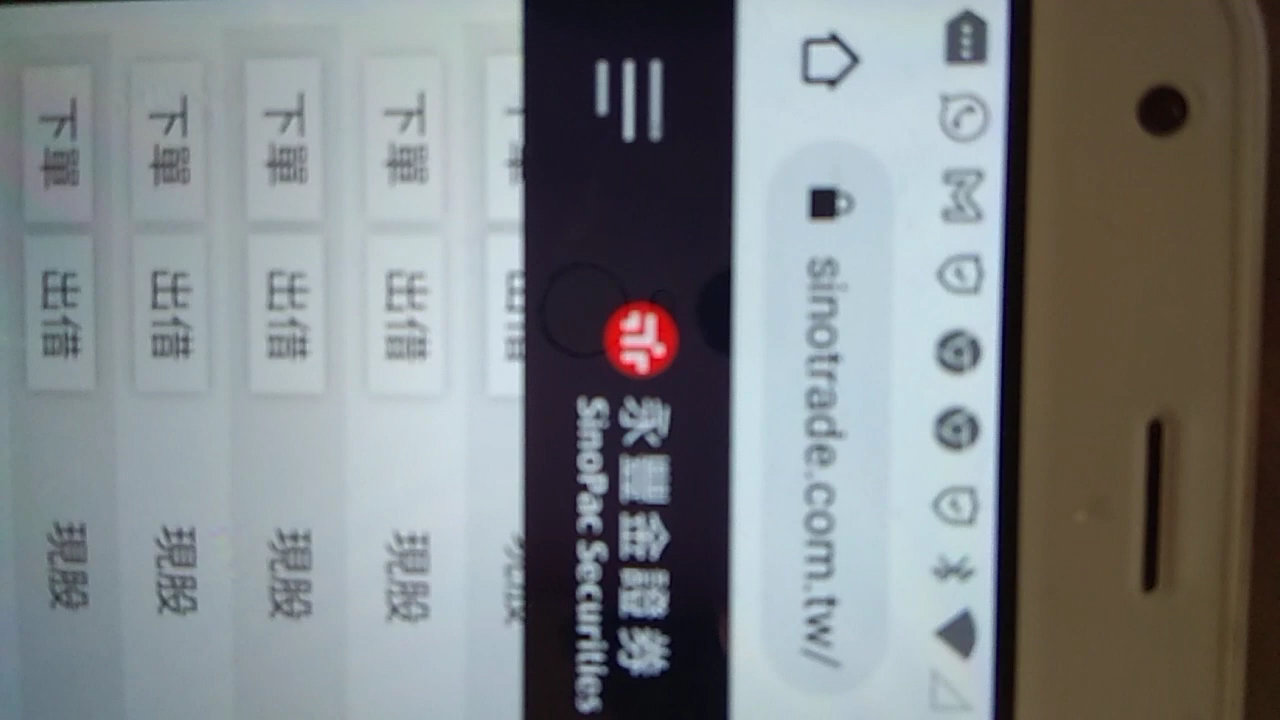 sinotrade.com.tw/
永豐金證券
SinoPac Securities
下單 出借 現股
下單 出借 現股
下單 出借 現股
下單 出借 現股